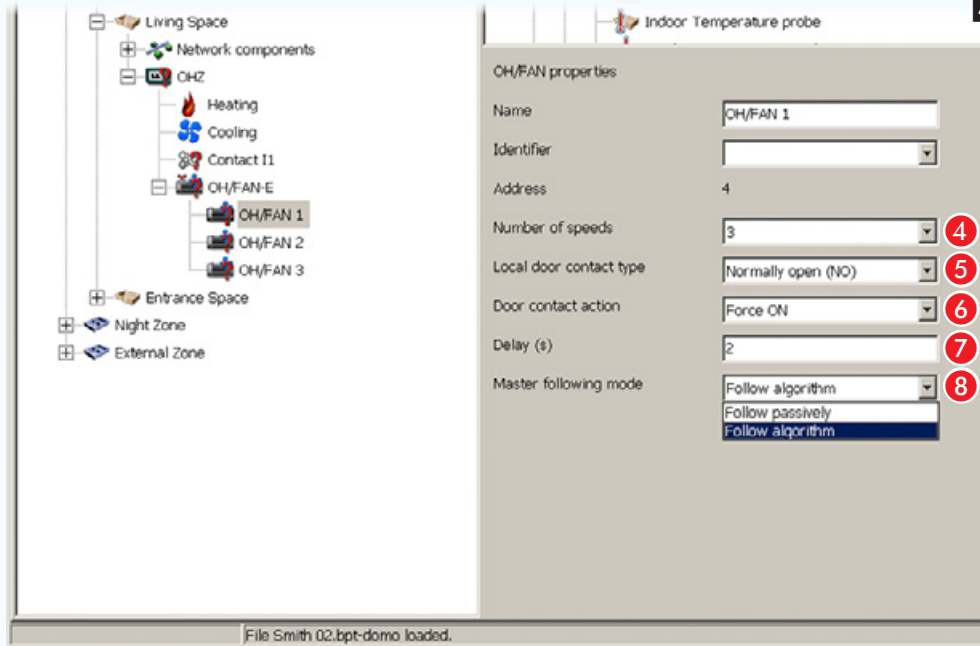 Living Space
Network components
OHZ
Heating
Cooling
Contact I1
OH/FAN-E
OH/FAN 1
OH/FAN 2
OH/FAN 3
Entrance Space
Night Zone
External Zone
Indoor Temperature probe
OH/FAN properties
Name OH/FAN 1
Identifier
Address 4
Number of speeds 3 4
Local door contact type Normally open (NO) 5
Door contact action Force ON 6
Delay (s) 2 7
Master following mode Follow algorithm 8
Follow passively
Follow algorithm
File Smith 02.bpt-domo loaded.